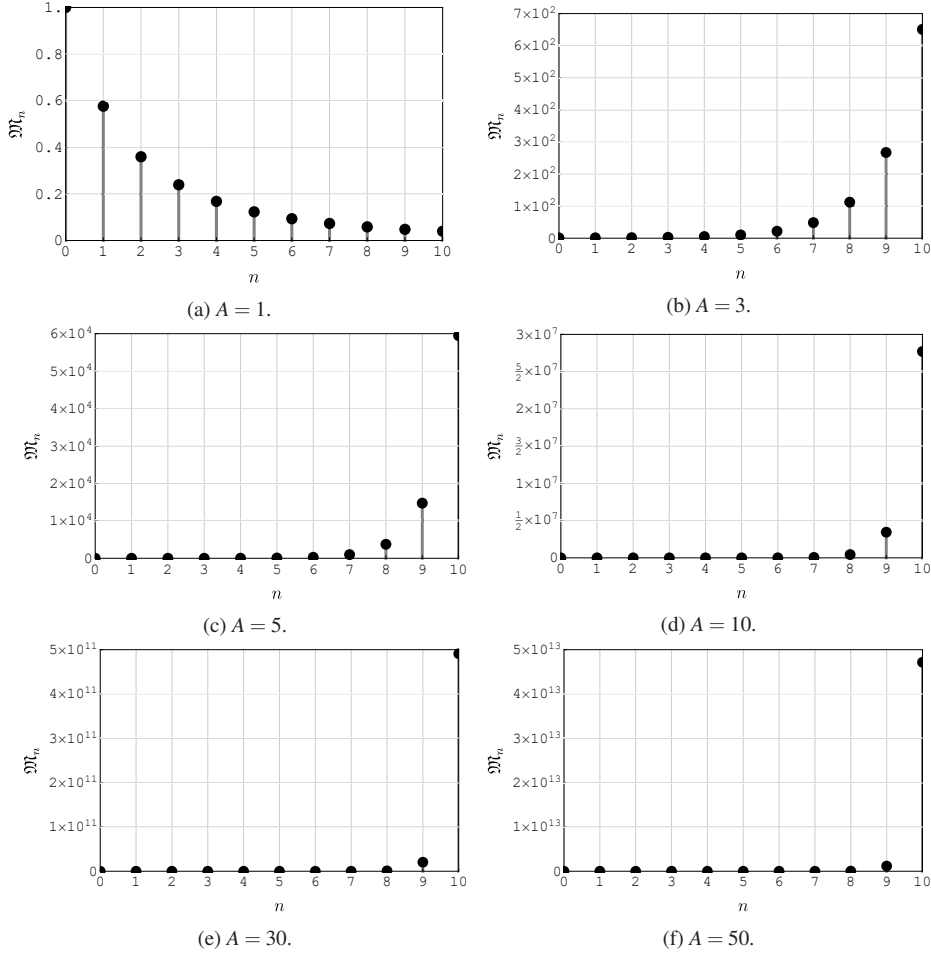 1.
0.8
0.6
0.4
0.2
0
0 1 2 3 4 5 6 7 8 9 10
𝔐n
n
(a) A = 1.
7×10²
6×10²
5×10²
4×10²
3×10²
2×10²
1×10²
0
0 1 2 3 4 5 6 7 8 9 10
𝔐n
n
(b) A = 3.
6×10⁴
5×10⁴
4×10⁴
3×10⁴
2×10⁴
1×10⁴
0
0 1 2 3 4 5 6 7 8 9 10
𝔐n
n
(c) A = 5.
3×10⁷
5/2×10⁷
2×10⁷
3/2×10⁷
1×10⁷
1/2×10⁷
0
0 1 2 3 4 5 6 7 8 9 10
𝔐n
n
(d) A = 10.
5×10¹¹
4×10¹¹
3×10¹¹
2×10¹¹
1×10¹¹
0
0 1 2 3 4 5 6 7 8 9 10
𝔐n
n
(e) A = 30.
5×10¹³
4×10¹³
3×10¹³
2×10¹³
1×10¹³
0
0 1 2 3 4 5 6 7 8 9 10
𝔐n
n
(f) A = 50.